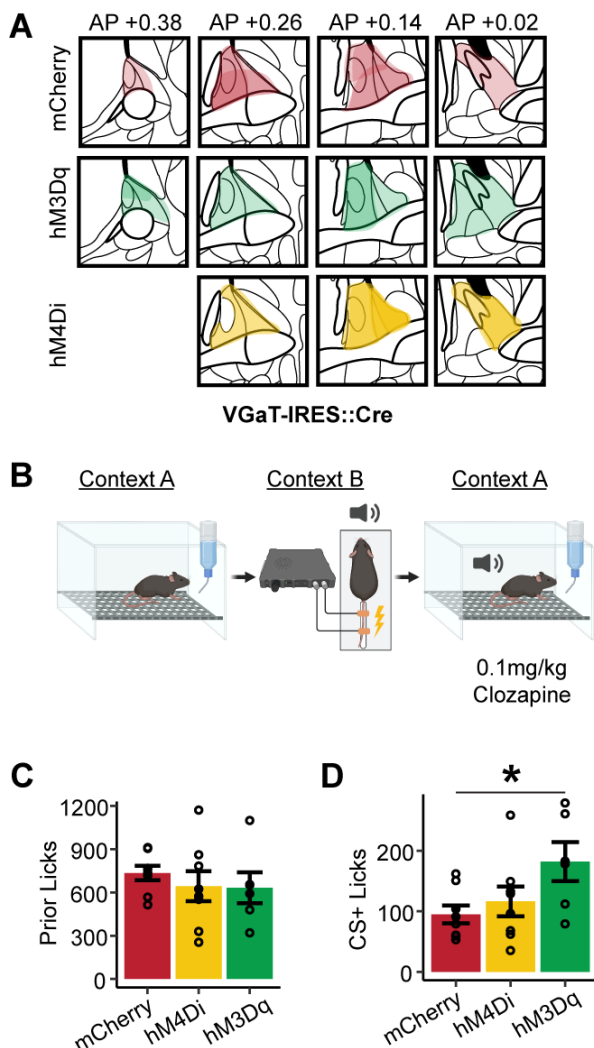 A
AP +0.38 AP +0.26 AP +0.14 AP +0.02
mCherry
hM3Dq
hM4Di
VGaT-IRES::Cre
B
Context A Context B Context A
0.1mg/kg
Clozapine
C
Prior Licks
1200
900
600
300
0
mCherry hM4Di hM3Dq
D
*
CS+ Licks
200
100
0
mCherry hM4Di hM3Dq